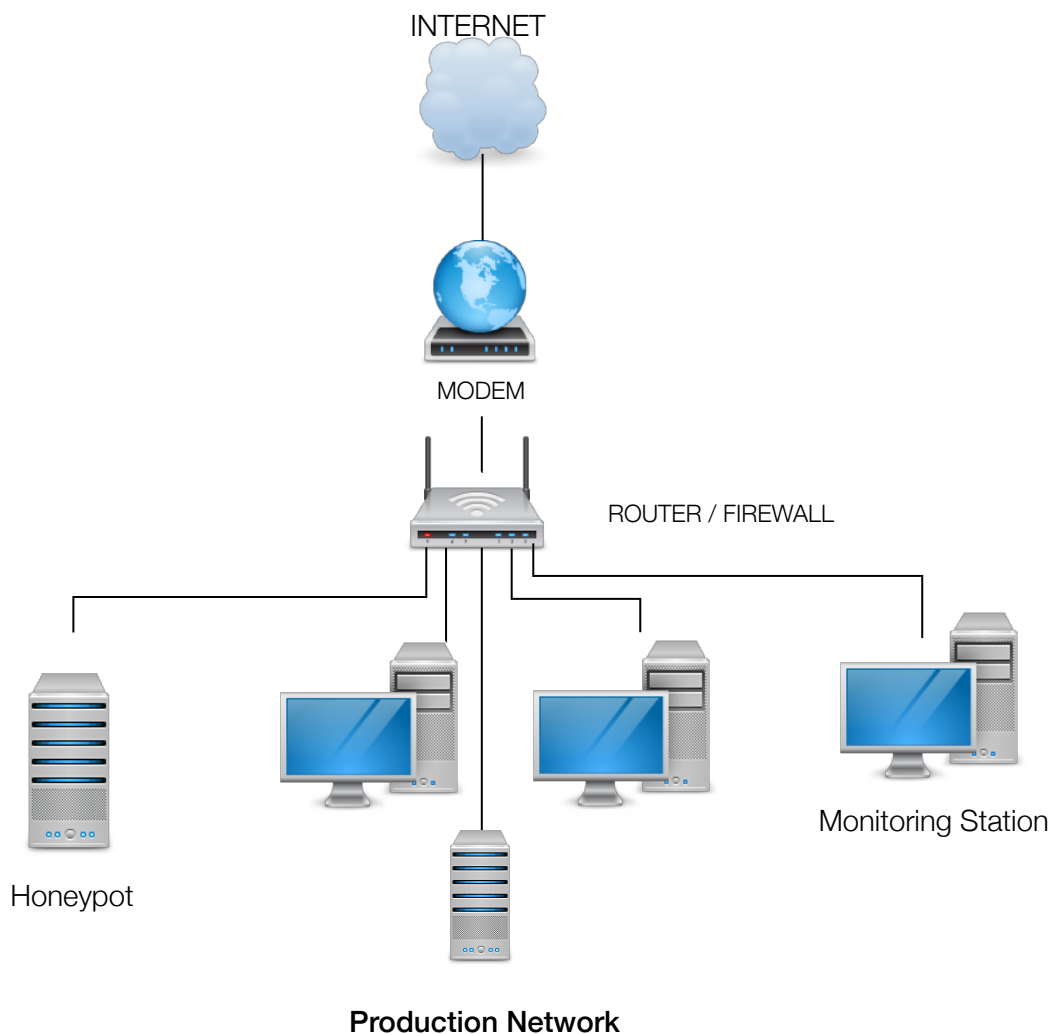 INTERNET
MODEM
ROUTER / FIREWALL
Monitoring Station
Honeypot
Production Network